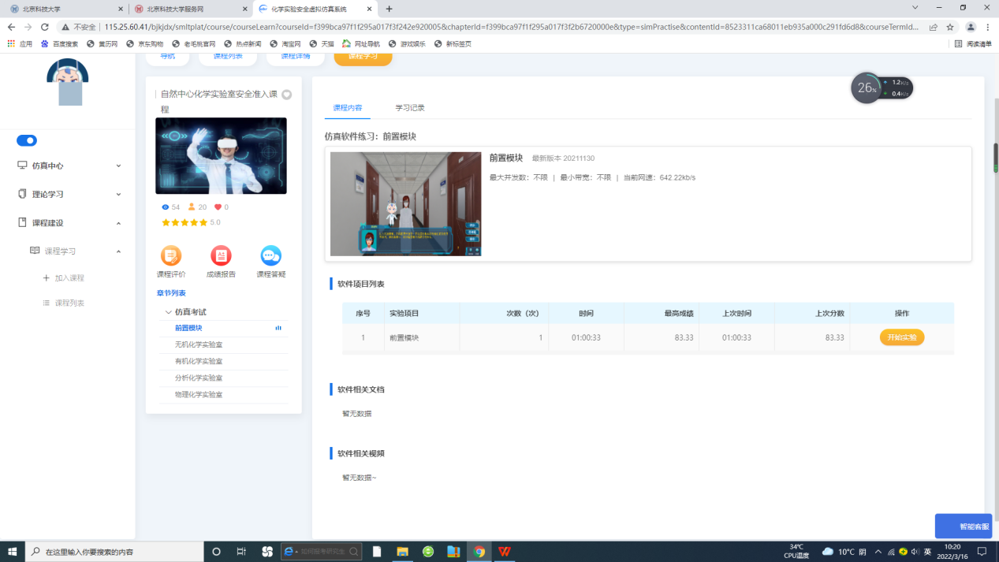 北京科技大学
北京科技大学服务网
化学实验安全虚拟仿真系统
不安全 | 115.25.60.41/bjkjdx/smltplat/course/courseLearn?courseId=f399bca97f1f295a017f3f242e920005&chapterId=f399bca97f1f295a017f3f2b6720000e&type=simPractise&contentId=8523311ca68011eb935a000c291fd6d8&courseTermId...
应用 百度搜索 黄历网 京东购物 老毛桃官网 热点新闻 淘宝网 天猫 网址导航 游戏娱乐 新标签页 阅读清单
导航 课程列表 课程详情 课程学习
26% 1.2K/s
0.4K/s
仿真中心
理论学习
课程建设
课程学习
加入课程
课程列表
自然中心化学实验室安全准入课
程
54 20 0
5.0
课程评价 成绩报告 课程答疑
章节列表
仿真考试
前置模块
无机化学实验室
有机化学实验室
分析化学实验室
物理化学实验室
课程内容 学习记录
仿真软件练习：前置模块
前置模块 最新版本 20211130
最大开发数：不限 | 最小带宽：不限 | 当前网速：642.22kb/s
软件项目列表
序号 实验项目 次数（次） 时间 最高成绩 上次时间 上次分数 操作
1 前置模块 1 01:00:33 83.33 01:00:33 83.33 开始实验
软件相关文档
暂无数据
软件相关视频
暂无数据~
智能客服
在这里输入你要搜索的内容
如何报考研究生
34℃
CPU温度
10°C 阴
英
10:20
2022/3/16